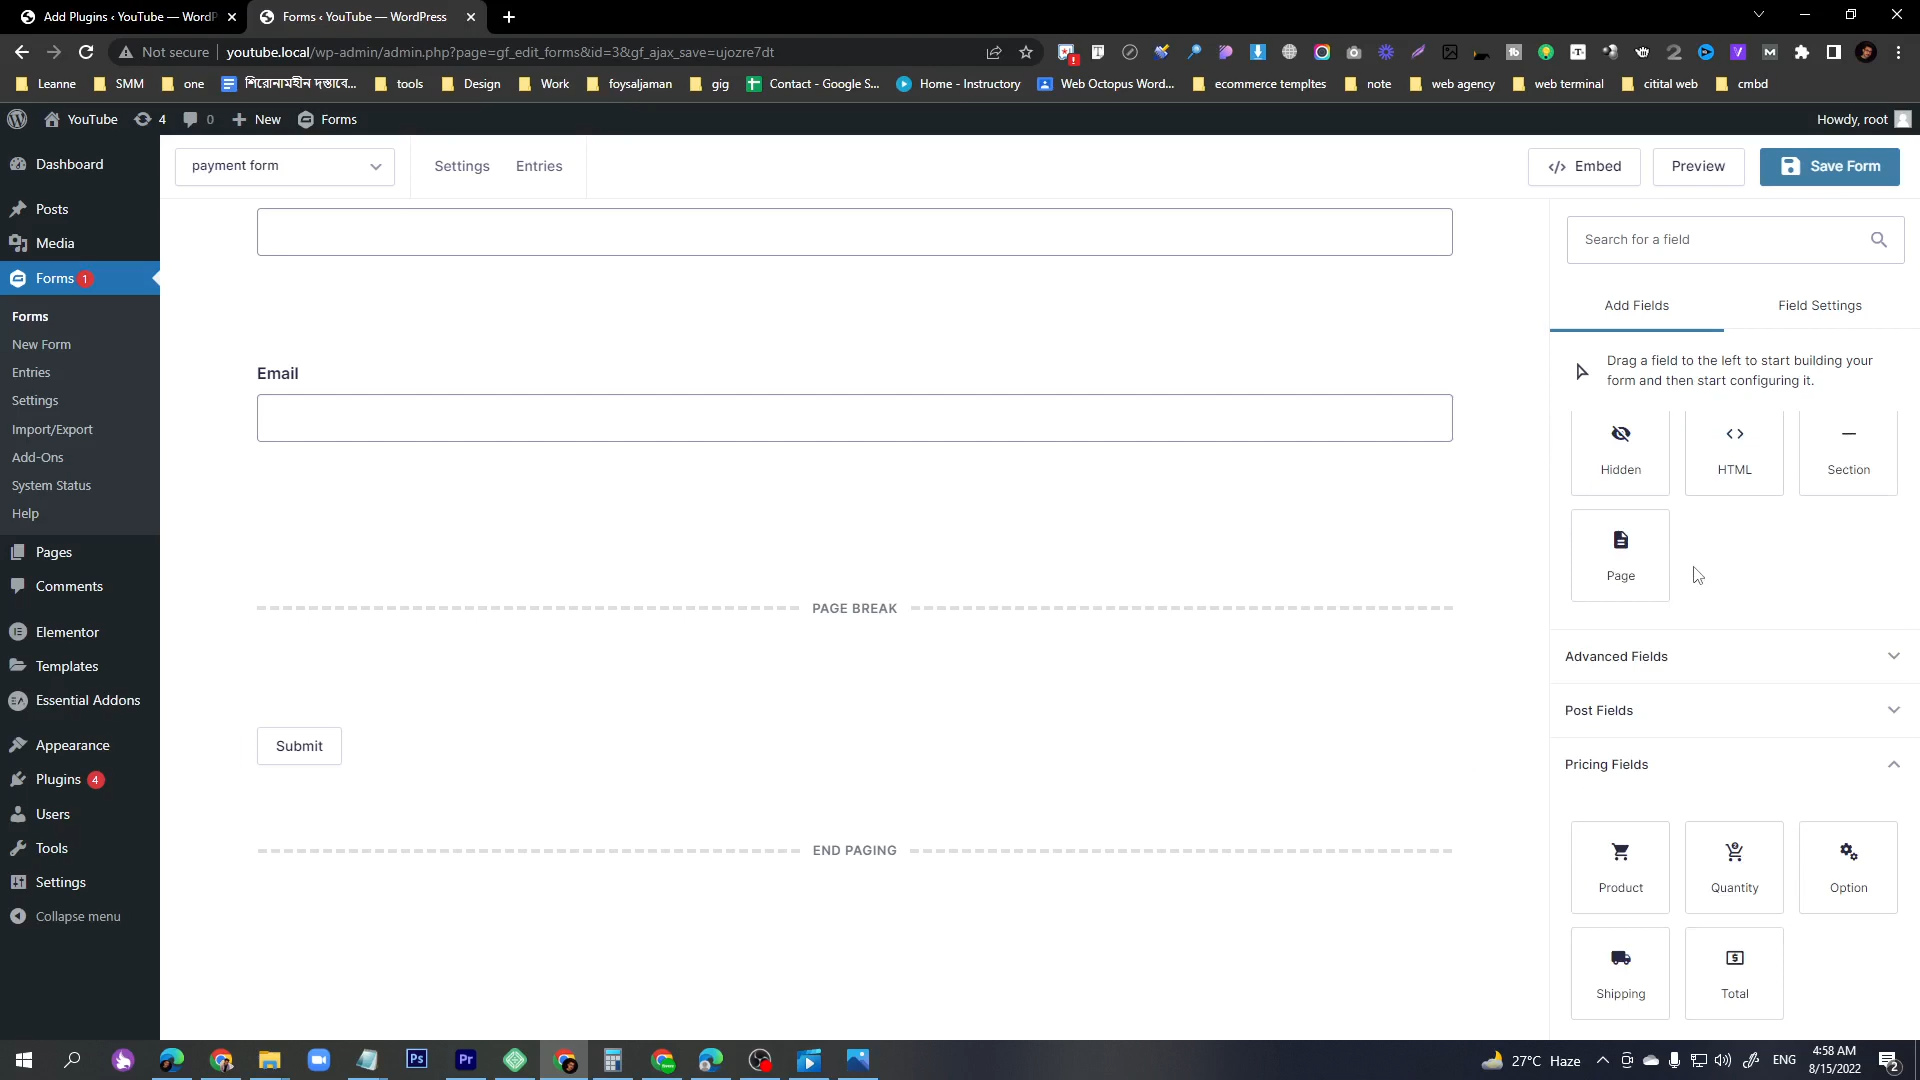 Add Plugins ‹ YouTube — WordP
Forms ‹ YouTube — WordPress
Not secure
youtube.local/wp-admin/admin.php?page=gf_edit_forms&id=3&gf_ajax_save=ujozre7dt
Leanne
SMM
one
শিরোনামহীন দস্তাবে...
tools
Design
Work
foysaljaman
gig
Contact - Google S...
Home - Instructory
Web Octopus Word...
ecommerce templtes
note
web agency
web terminal
citital web
cmbd
YouTube
4
0
New
Forms
Howdy, root
Dashboard
Posts
Media
Forms 1
Forms
New Form
Entries
Settings
Import/Export
Add-Ons
System Status
Help
Pages
Comments
Elementor
Templates
Essential Addons
Appearance
Plugins 4
Users
Tools
Settings
Collapse menu
payment form
Settings
Entries
Embed
Preview
Save Form
Email
PAGE BREAK
Submit
END PAGING
Search for a field
Add Fields
Field Settings
Drag a field to the left to start building your
form and then start configuring it.
Hidden
HTML
Section
Page
Advanced Fields
Post Fields
Pricing Fields
Product
Quantity
Option
Shipping
Total
Ps
Pr
27°C Haze
ENG
4:58 AM
8/15/2022
2